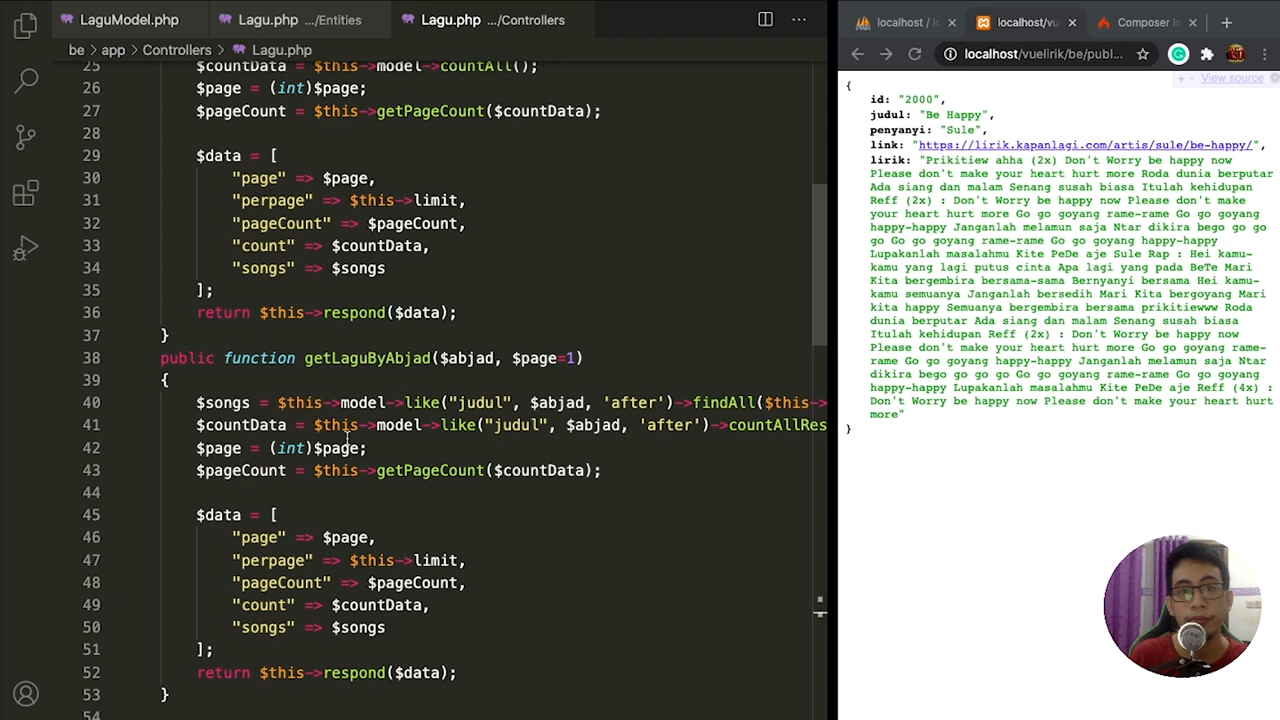 LaguModel.php
Lagu.php .../Entities
Lagu.php .../Controllers
be > app > Controllers > Lagu.php
25 $countData = $this->model->countAll();
26 $page = (int)$page;
27 $pageCount = $this->getPageCount($countData);
28
29 $data = [
30 "page" => $page,
31 "perpage" => $this->limit,
32 "pageCount" => $pageCount,
33 "count" => $countData,
34 "songs" => $songs
35 ];
36 return $this->respond($data);
37 }
38 public function getLaguByAbjad($abjad, $page=1)
39 {
40 $songs = $this->model->like("judul", $abjad, 'after')->findAll($this->
41 $countData = $this->model->like("judul", $abjad, 'after')->countAllRes
42 $page = (int)$page;
43 $pageCount = $this->getPageCount($countData);
44
45 $data = [
46 "page" => $page,
47 "perpage" => $this->limit,
48 "pageCount" => $pageCount,
49 "count" => $countData,
50 "songs" => $songs
51 ];
52 return $this->respond($data);
53 }
54
localhost / l
localhost/vue
Composer In
localhost/vuelirik/be/publ...
+ - View source
{
id: "2000",
judul: "Be Happy",
penyanyi: "Sule",
link: "https://lirik.kapanlagi.com/artis/sule/be-happy/",
lirik: "Prikitiew ahha (2x) Don't Worry be happy now
Please don't make your heart hurt more Roda dunia berputar
Ada siang dan malam Senang susah biasa Itulah kehidupan
Reff (2x) : Don't Worry be happy now Please don't make
your heart hurt more Go go goyang rame-rame Go go goyang
happy-happy Janganlah melamun saja Ntar dikira bego go go
go Go go goyang rame-rame Go go goyang happy-happy
Lupakanlah masalahmu Kite PeDe aje Sule Rap : Hei kamu-
kamu yang lagi putus cinta Apa lagi yang pada BeTe Mari
Kita bergembira bersama-sama Bernyanyi bersama Hei kamu-
kamu semuanya Janganlah bersedih Mari Kita bergoyang Mari
kita happy Semuanya bergembira bersama prikitiewww Roda
dunia berputar Ada siang dan malam Senang susah biasa
Itulah kehidupan Reff (2x) : Don't Worry be happy now
Please don't make your heart hurt more Go go goyang rame-
rame Go go goyang happy-happy Janganlah melamun saja Ntar
dikira bego go go go Go go goyang rame-rame Go go goyang
happy-happy Lupakanlah masalahmu Kite PeDe aje Reff (4x) :
Don't Worry be happy now Please don't make your heart hurt
more"
}